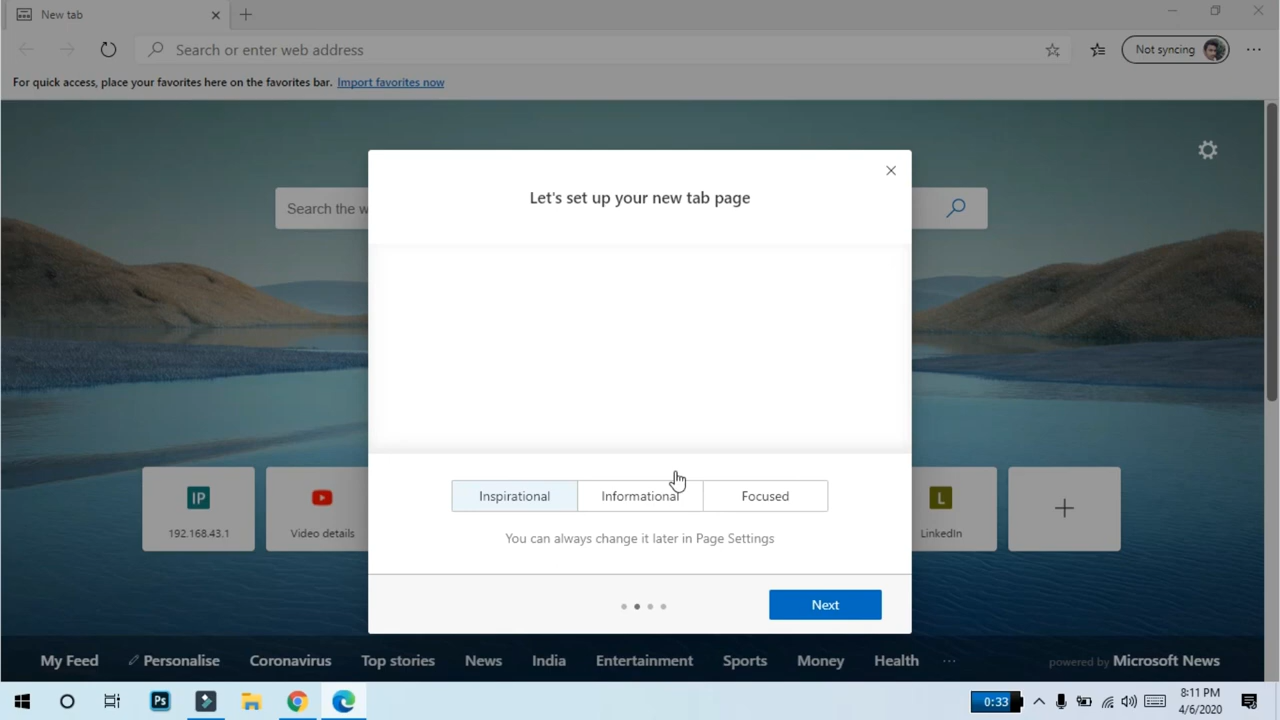 New tab
Search or enter web address
Not syncing
For quick access, place your favorites here on the favorites bar. Import favorites now
Let's set up your new tab page
Search the w
IP
192.168.43.1
Video details
L
LinkedIn
Inspirational
Informational
Focused
You can always change it later in Page Settings
Next
My Feed
Personalise
Coronavirus
Top stories
News
India
Entertainment
Sports
Money
Health
powered by Microsoft News
Ps
0:33
8:11 PM
4/6/2020